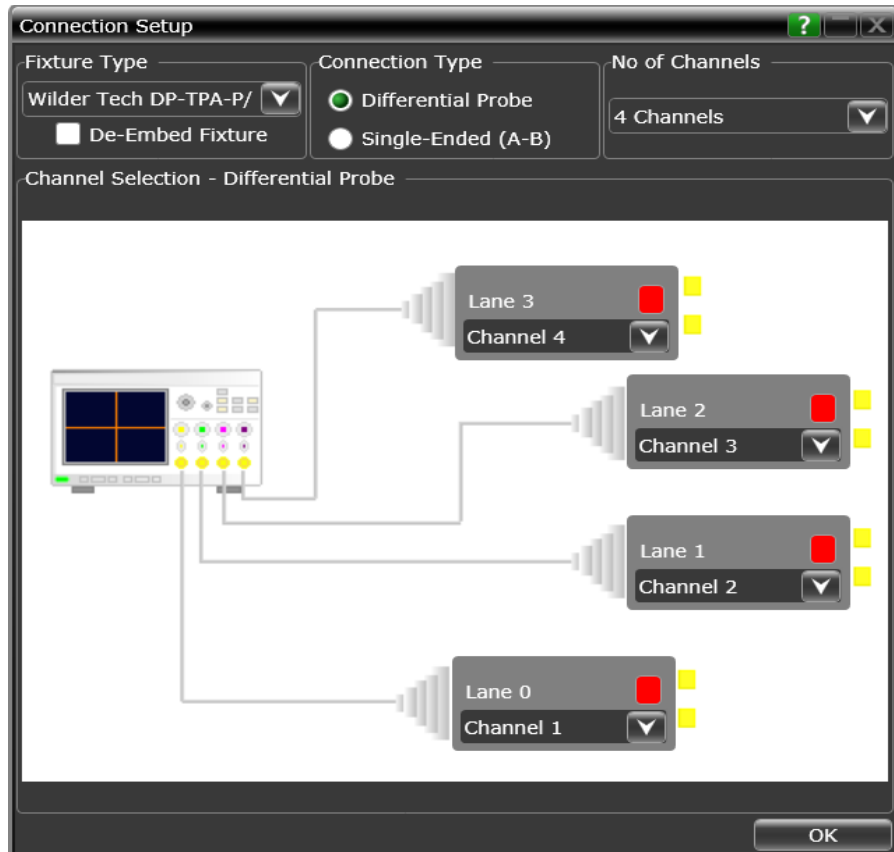 Connection Setup
?
Fixture Type
Wilder Tech DP-TPA-P/
De-Embed Fixture
Connection Type
Differential Probe
Single-Ended (A-B)
No of Channels
4 Channels
Channel Selection - Differential Probe
Lane 3
Channel 4
Lane 2
Channel 3
Lane 1
Channel 2
Lane 0
Channel 1
OK